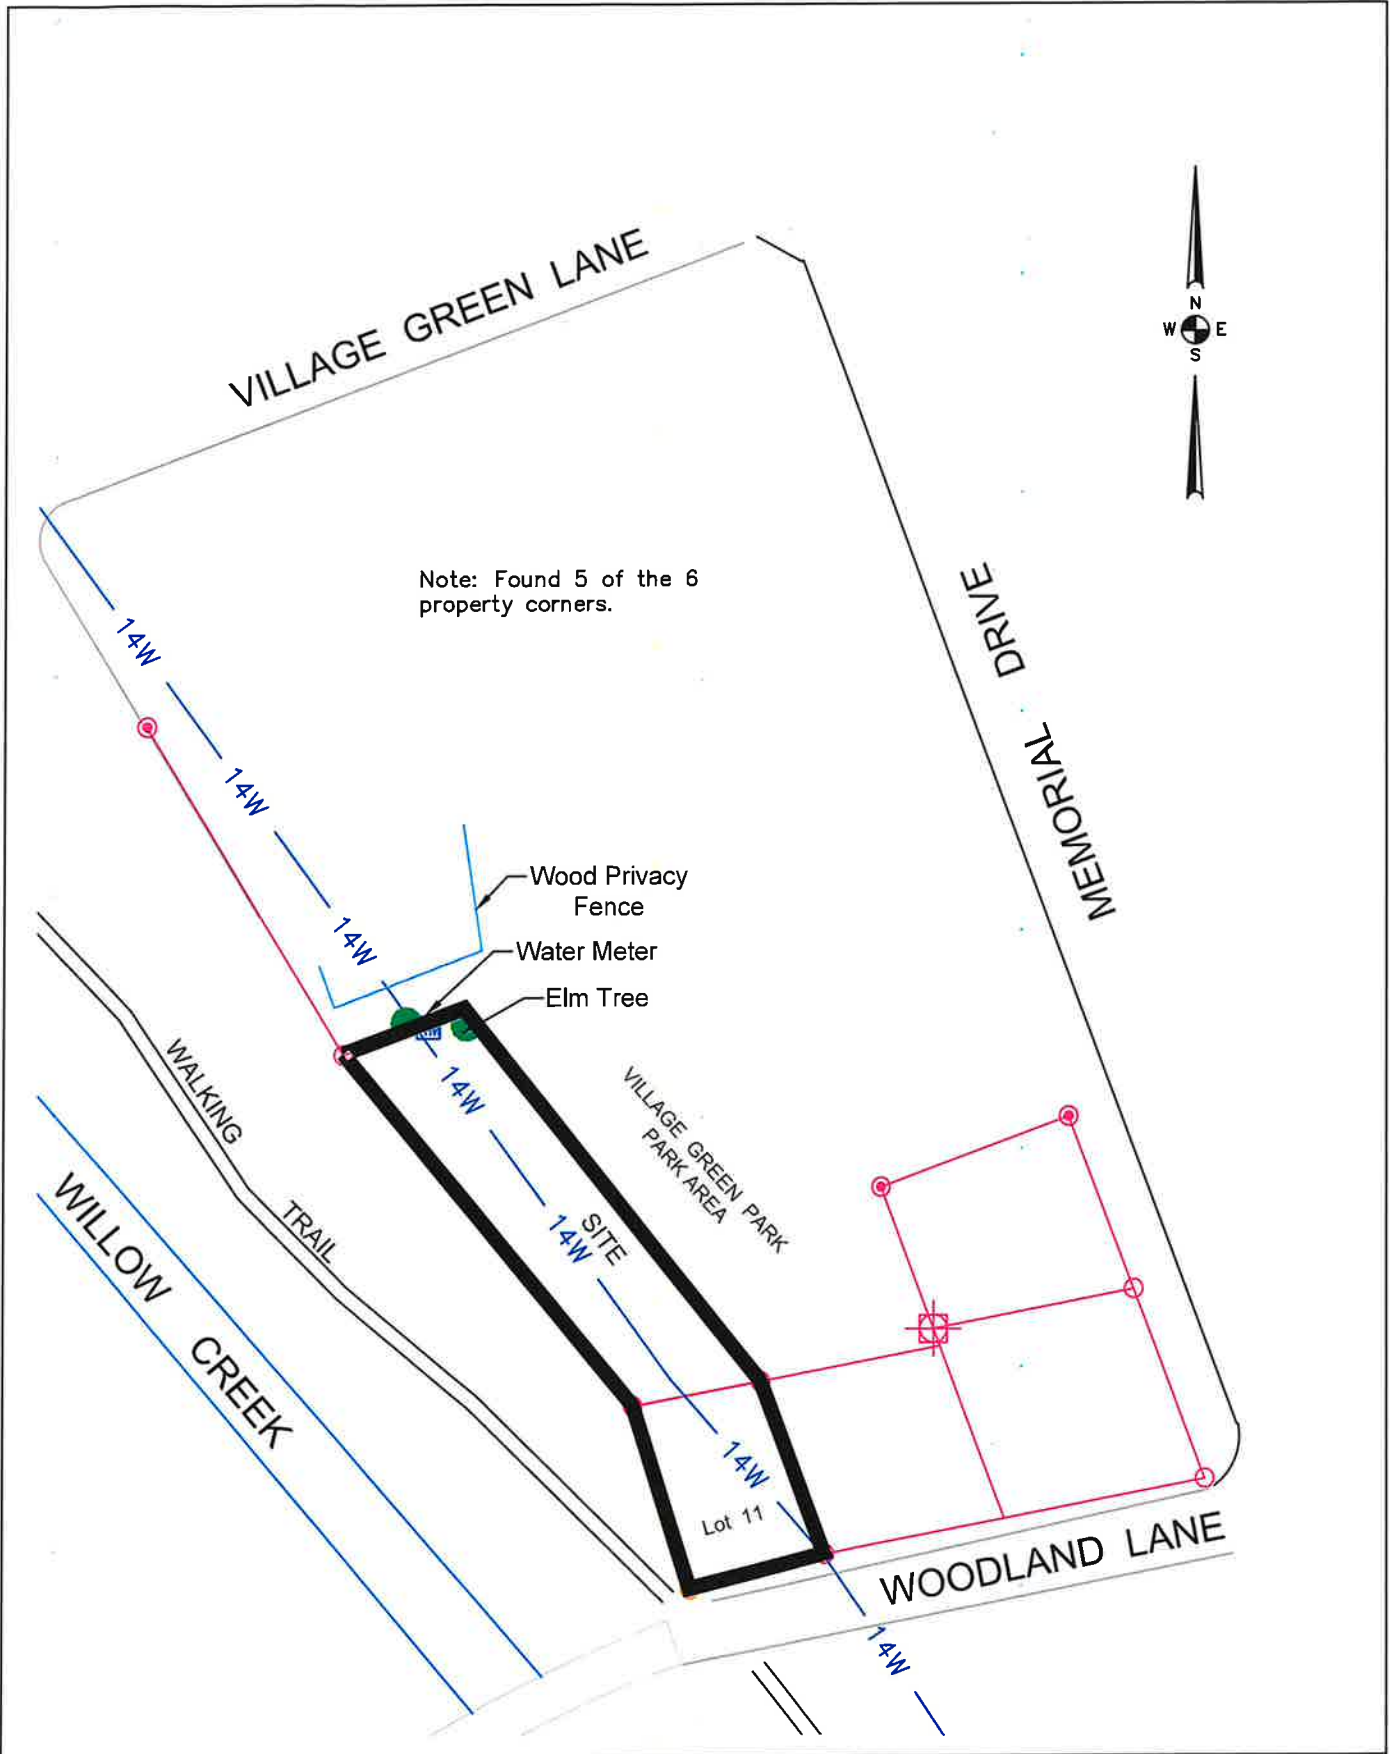 VILLAGE GREEN LANE
N
W E
S
Note: Found 5 of the 6
property corners.
MEMORIAL DRIVE
14W
14W
14W
Wood Privacy
Fence
Water Meter
Elm Tree
WALKING
TRAIL
14W
VILLAGE GREEN PARK
PARK AREA
SITE
14W
WILLOW CREEK
14W
Lot 11
WOODLAND LANE
14W